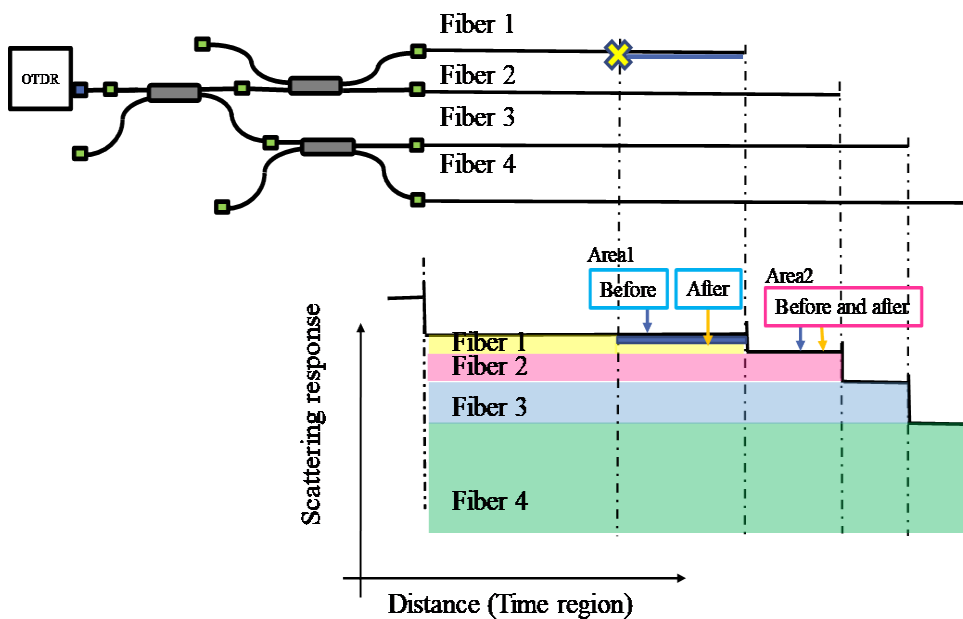 Fiber 1
OTDR
Fiber 2
Fiber 3
Fiber 4
Area1
Before
After
Area2
Before and after
Fiber 1
Fiber 2
Fiber 3
Fiber 4
Scattering response
Distance (Time region)